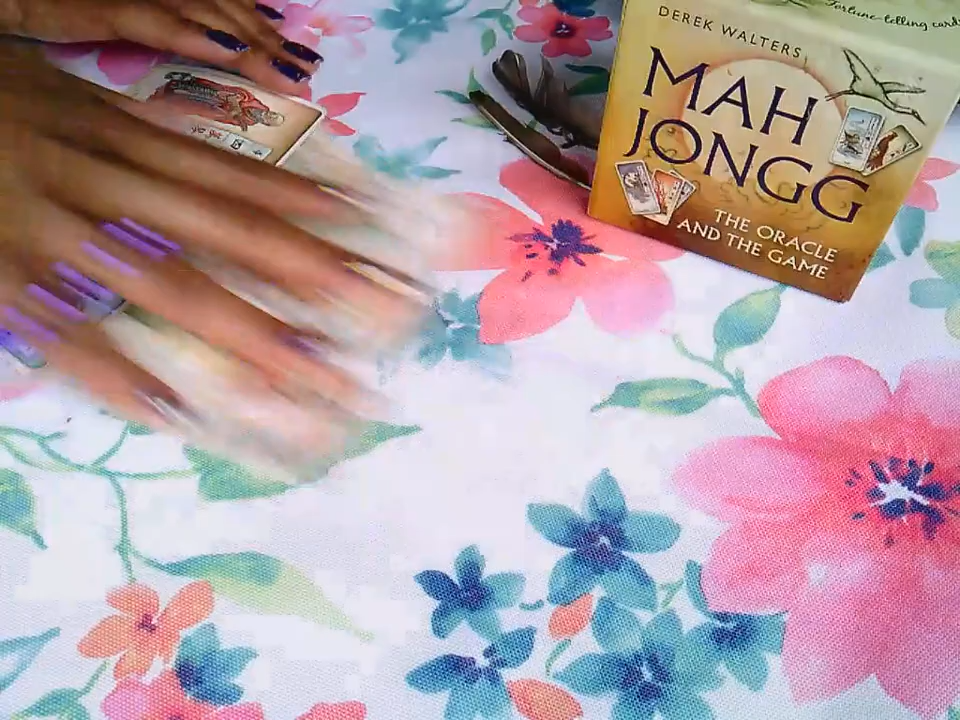 Fortune-telling cards
DEREK WALTERS
MAH
JONGG
THE ORACLE
AND THE GAME